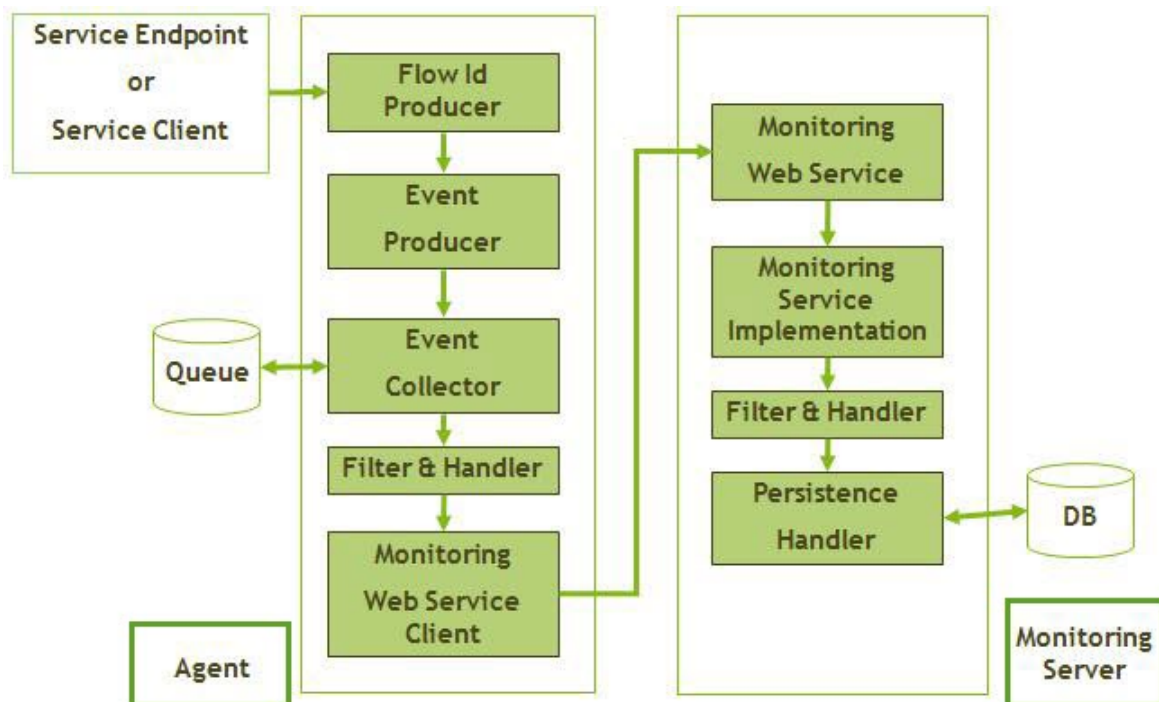 Service Endpoint
or
Service Client
Flow Id
Producer
Event
Producer
Event
Collector
Queue
Filter & Handler
Monitoring
Web Service
Client
Agent
Monitoring
Web Service
Monitoring
Service
Implementation
Filter & Handler
Persistence
Handler
DB
Monitoring
Server